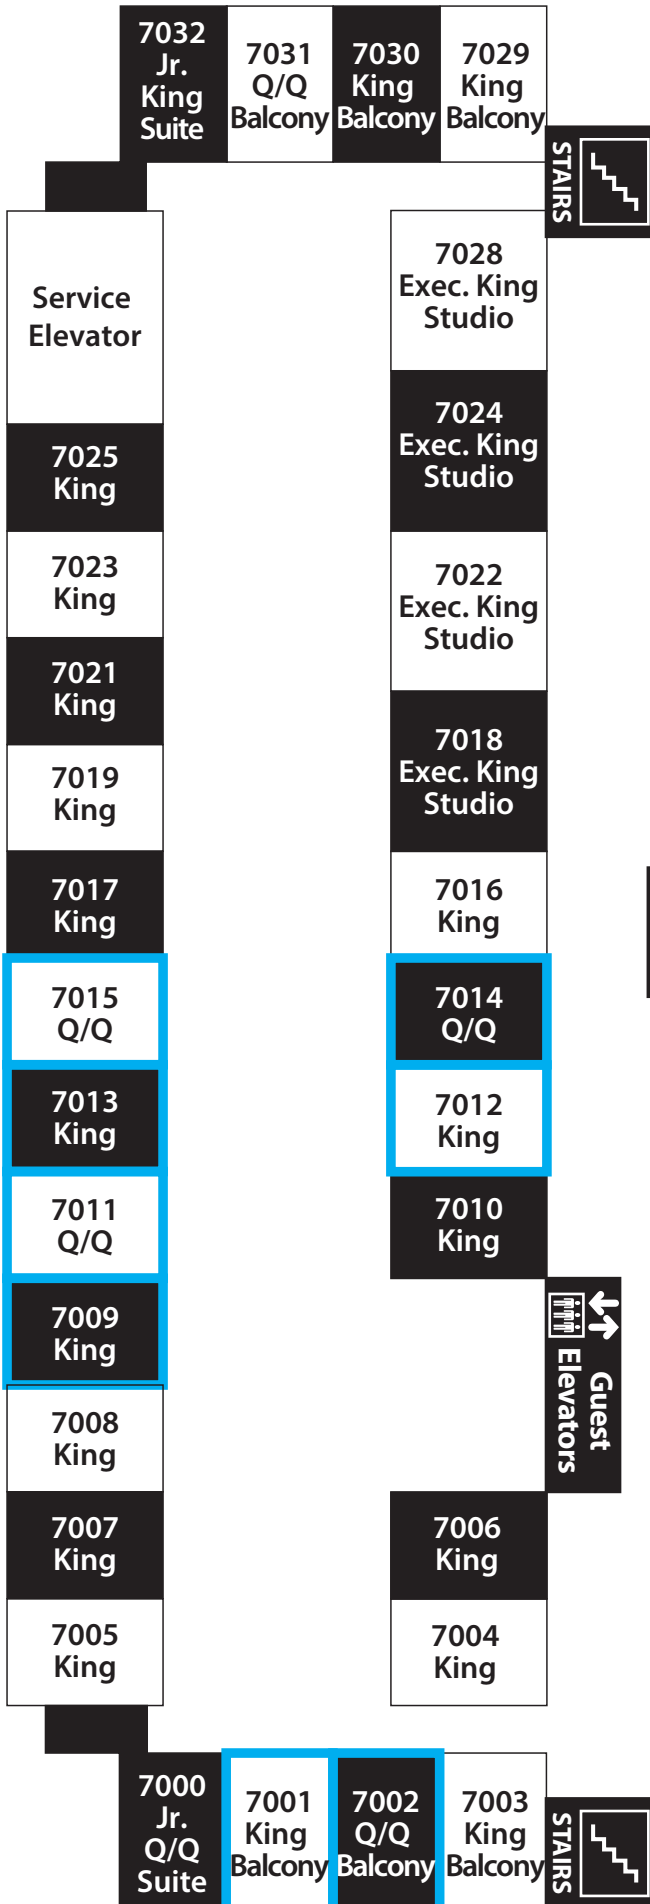 7032
Jr.
King
Suite
7031
Q/Q
Balcony
7030
King
Balcony
7029
King
Balcony
STAIRS
Service
Elevator
7028
Exec. King
Studio
7025
King
7024
Exec. King
Studio
7023
King
7022
Exec. King
Studio
7021
King
7019
King
7018
Exec. King
Studio
7017
King
7016
King
7015
Q/Q
7014
Q/Q
7013
King
7012
King
7011
Q/Q
7010
King
7009
King
Guest
Elevators
7008
King
7007
King
7006
King
7005
King
7004
King
7000
Jr.
Q/Q
Suite
7001
King
Balcony
7002
Q/Q
Balcony
7003
King
Balcony
STAIRS